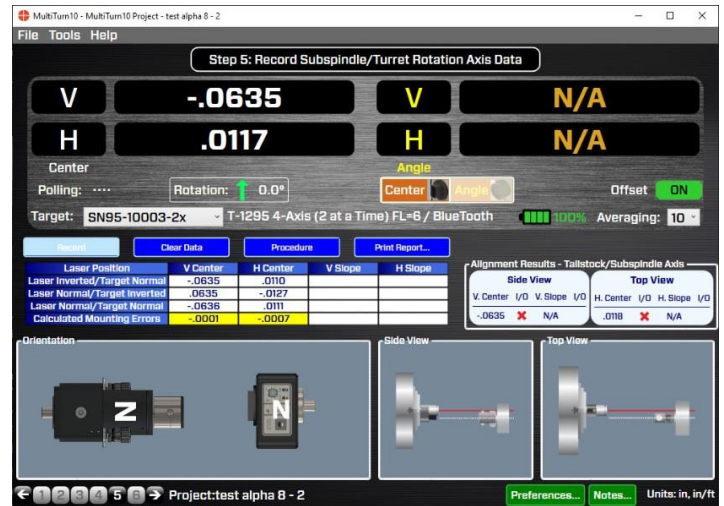 MultiTurn10 - MultiTurn10 Project - test alpha 8 - 2
File Tools Help
Step 5: Record Subspindle/Turret Rotation Axis Data
V -.0635 V N/A
H .0117 H N/A
Center Angle
Polling: ···· Rotation: 0.0° Center Angle Offset ON
Target: SN95-10003-2x T-1295 4-Axis (2 at a Time) FL=6 / BlueTooth 100% Averaging: 10
Record Clear Data Procedure Print Report...
Laser Position V Center H Center V Slope H Slope
Laser Inverted/Target Normal -.0635 .0110
Laser Normal/Target Inverted .0635 -.0127
Laser Normal/Target Normal -.0636 .0111
Calculated Mounting Errors -.0001 -.0007
Alignment Results - Tailstock/Subspindle Axis
Side View Top View
V. Center I/O V. Slope I/O H. Center I/O H. Slope I/O
-.0635 N/A .0118 N/A
Orientation Side View Top View
N N
1 2 3 4 5 6 Project:test alpha 8 - 2 Preferences... Notes... Units: in, in/ft